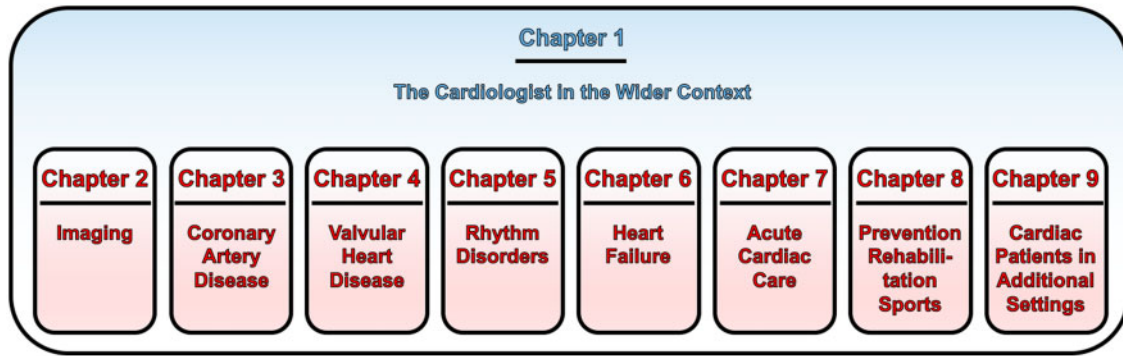 Chapter 1
The Cardiologist in the Wider Context
Chapter 2
Imaging
Chapter 3
Coronary
Artery
Disease
Chapter 4
Valvular
Heart
Disease
Chapter 5
Rhythm
Disorders
Chapter 6
Heart
Failure
Chapter 7
Acute
Cardiac
Care
Chapter 8
Prevention
Rehabili-
tation
Sports
Chapter 9
Cardiac
Patients in
Additional
Settings